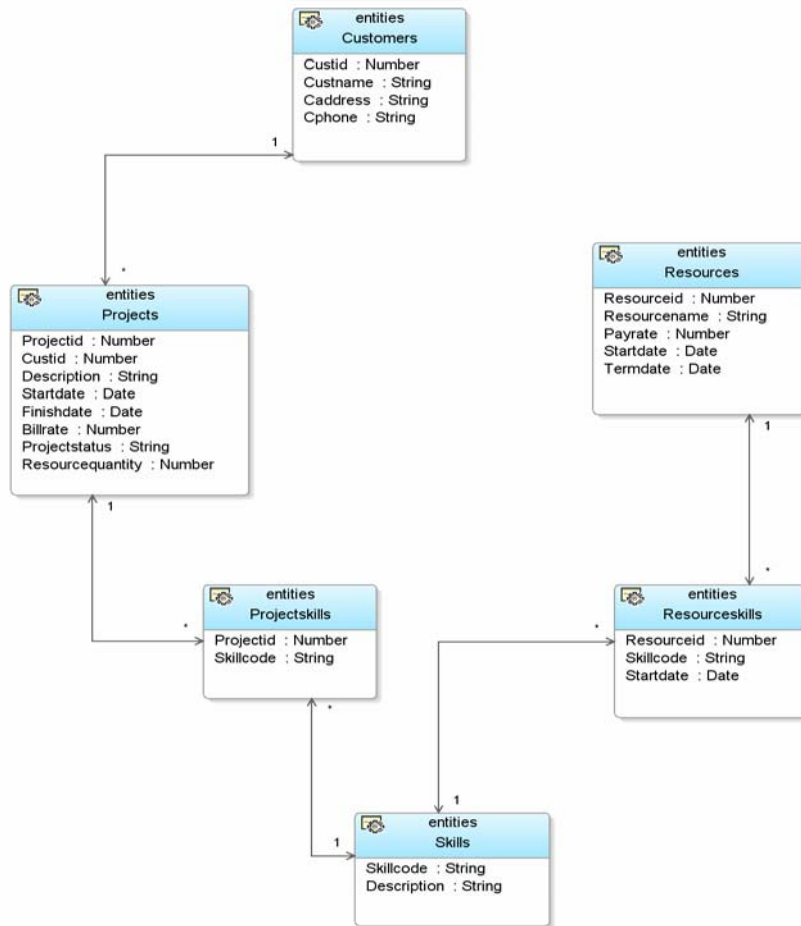 entities
Customers
Custid : Number
Custname : String
Caddress : String
Cphone : String
1
*
entities
Projects
Projectid : Number
Custid : Number
Description : String
Startdate : Date
Finishdate : Date
Billrate : Number
Projectstatus : String
Resourcequantity : Number
1
*
entities
Resources
Resourceid : Number
Resourcename : String
Payrate : Number
Startdate : Date
Termdate : Date
1
*
entities
Projectskills
Projectid : Number
Skillcode : String
*
1
entities
Resourceskills
Resourceid : Number
Skillcode : String
Startdate : Date
*
1
entities
Skills
Skillcode : String
Description : String